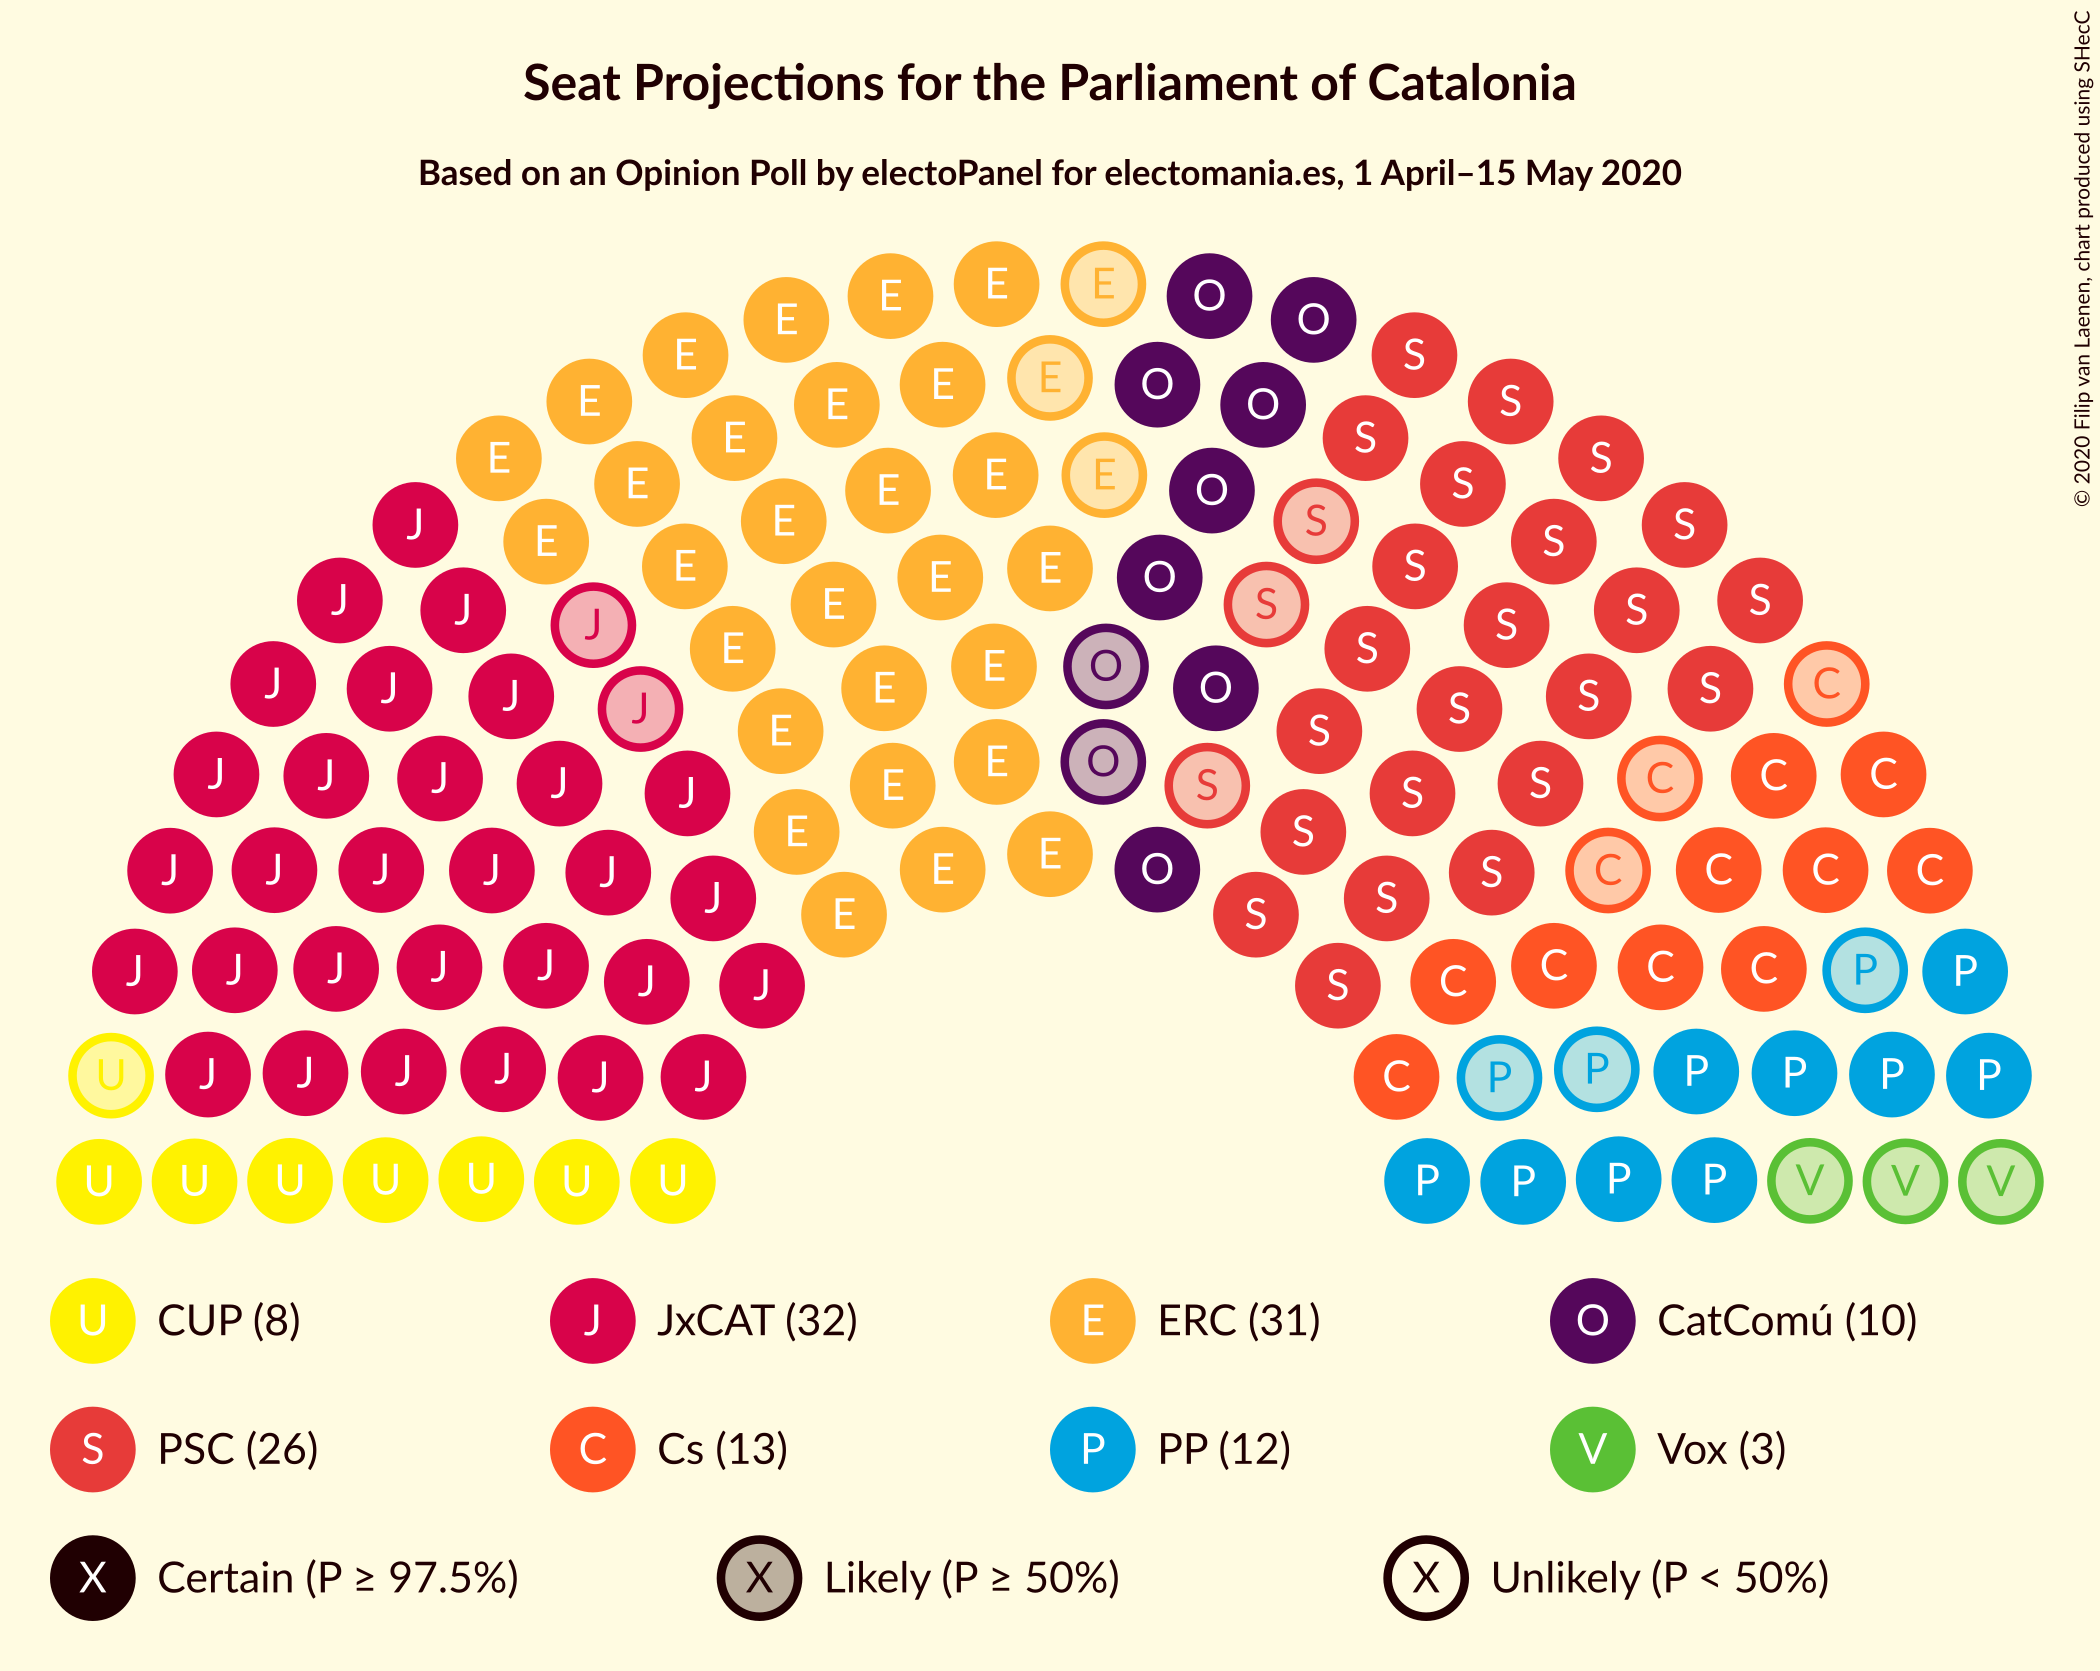 Seat Projections for the Parliament of Catalonia
Based on an Opinion Poll by electoPanel for electomania.es, 1 April–15 May 2020
© 2020 Filip van Laenen, chart produced using SHecC
E E E E O O
E E S S
E E S S
E E E E O O S S
J E E S S
E E E E O S
J J E E S S S S
E E E O S
J J E S S S
J J E E E O O S S S C
J J J E S S S C C C
J J J J J E E E O S S S S C C C
J J J J J J E E E O S S S C C C C
J J J J J J J S C C C C P P
U J J J J J J C P P P P P P
U U U U U U U P P P P V V V
U CUP (8) J JxCAT (32) E ERC (31) O CatComú (10)
S PSC (26) C Cs (13) P PP (12) V Vox (3)
X Certain (P ≥ 97.5%) X Likely (P ≥ 50%) X Unlikely (P < 50%)